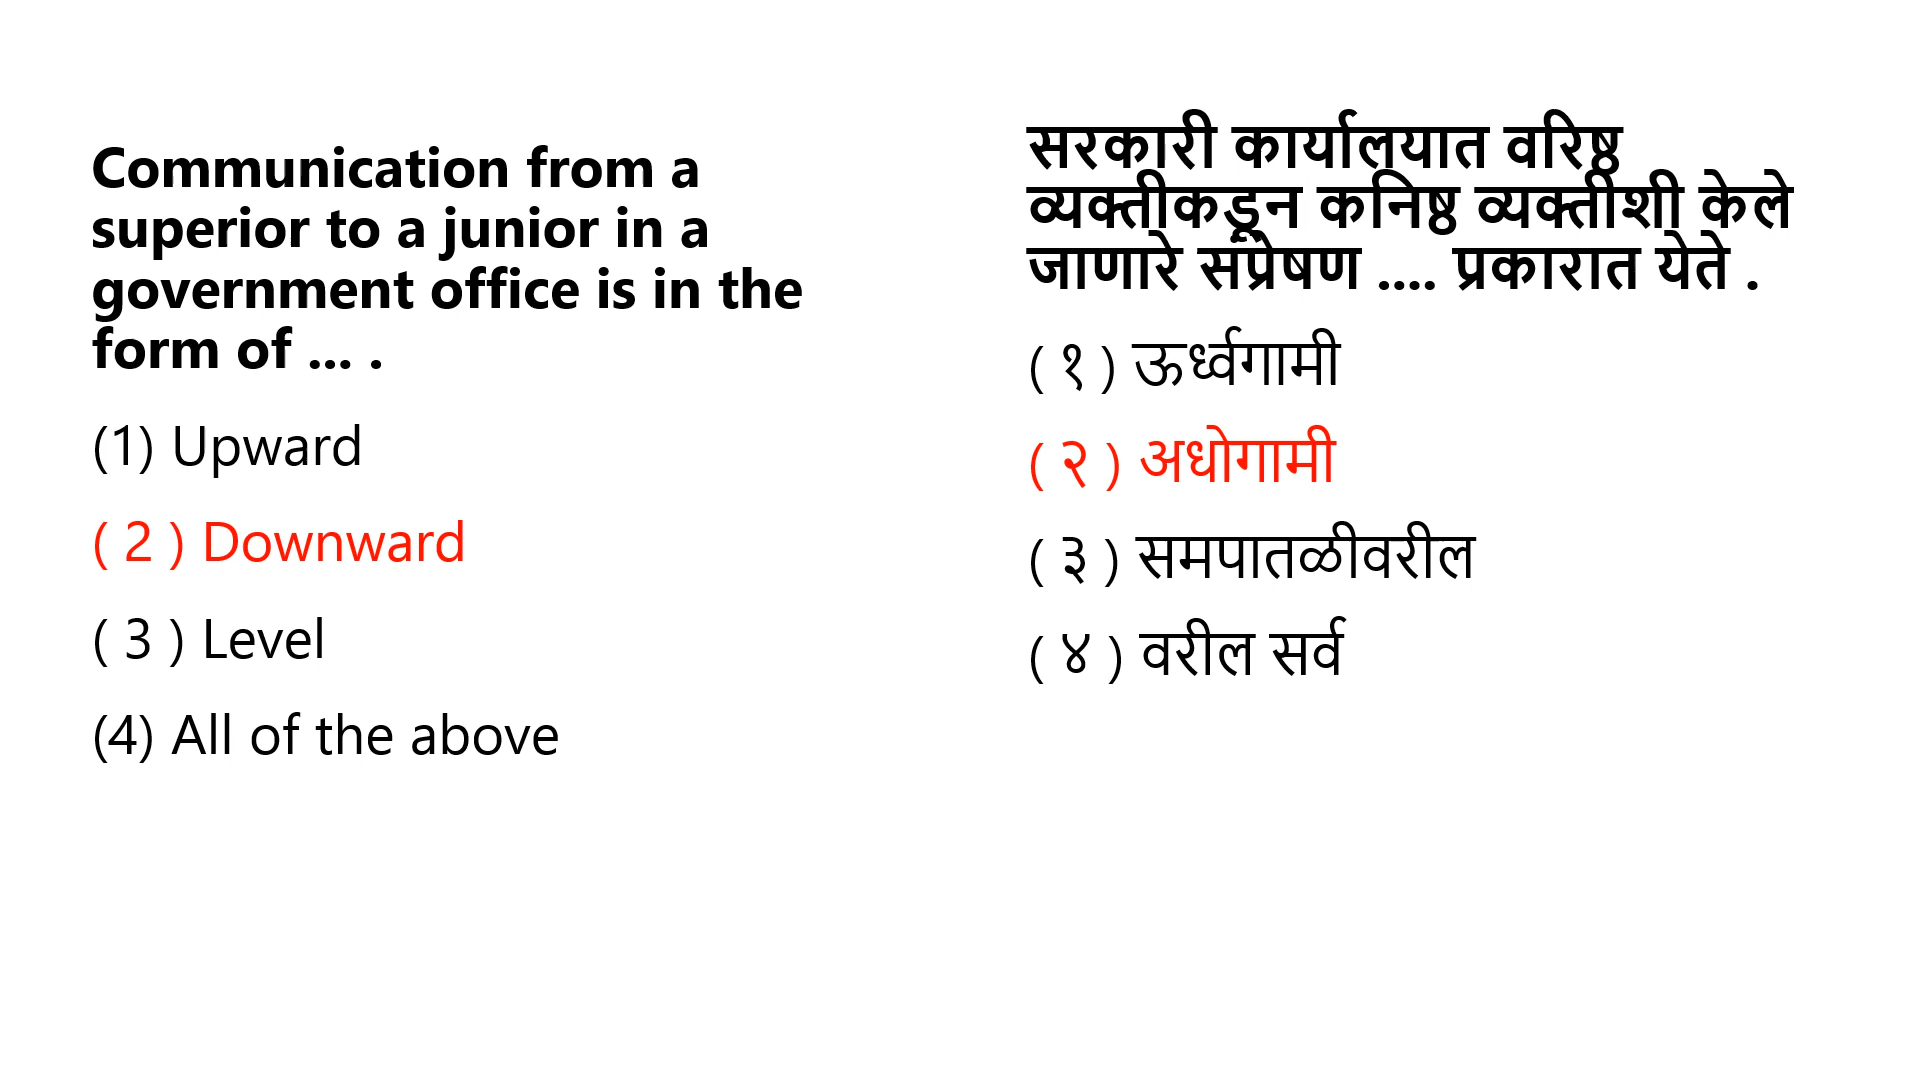 Communication from a
superior to a junior in a
government office is in the
form of ... .
(1) Upward
( 2 ) Downward
( 3 ) Level
(4) All of the above
सरकारी कार्यालयात वरिष्ठ
व्यक्तीकडून कनिष्ठ व्यक्तीशी केले
जाणारे संप्रेषण .... प्रकारात येते .
( १ ) ऊर्ध्वगामी
( २ ) अधोगामी
( ३ ) समपातळीवरील
( ४ ) वरील सर्व